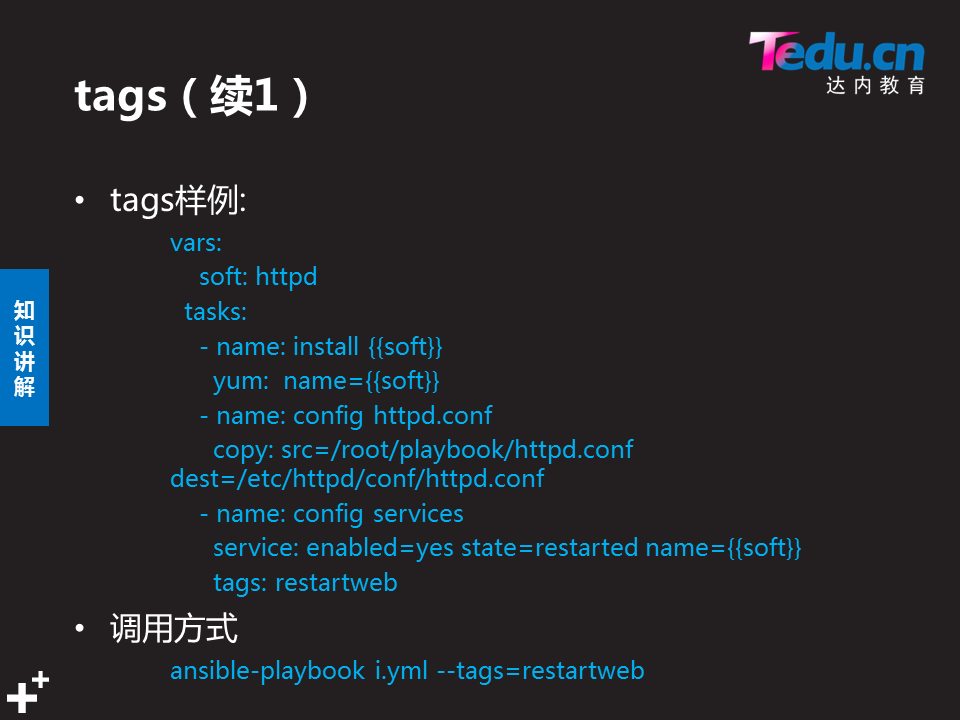 Tedu.cn
达内教育
tags（续1）
• tags样例:
vars:
soft: httpd
tasks:
- name: install {{soft}}
yum:  name={{soft}}
- name: config httpd.conf
copy: src=/root/playbook/httpd.conf
dest=/etc/httpd/conf/httpd.conf
- name: config services
service: enabled=yes state=restarted name={{soft}}
tags: restartweb
• 调用方式
ansible-playbook i.yml --tags=restartweb
知
识
讲
解